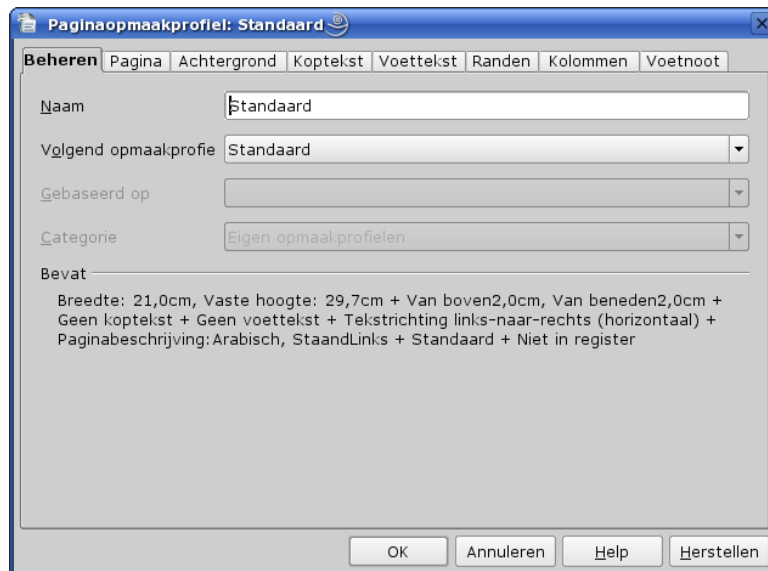 Paginaopmaakprofiel: Standaard
Beheren Pagina Achtergrond Koptekst Voettekst Randen Kolommen Voetnoot
Naam Standaard
Volgend opmaakprofie Standaard
Gebaseerd op
Categorie Eigen opmaakprofielen
Bevat
Breedte: 21,0cm, Vaste hoogte: 29,7cm + Van boven2,0cm, Van beneden2,0cm +
Geen koptekst + Geen voettekst + Tekstrichting links-naar-rechts (horizontaal) +
Paginabeschrijving: Arabisch, StaandLinks + Standaard + Niet in register
OK Annuleren Help Herstellen